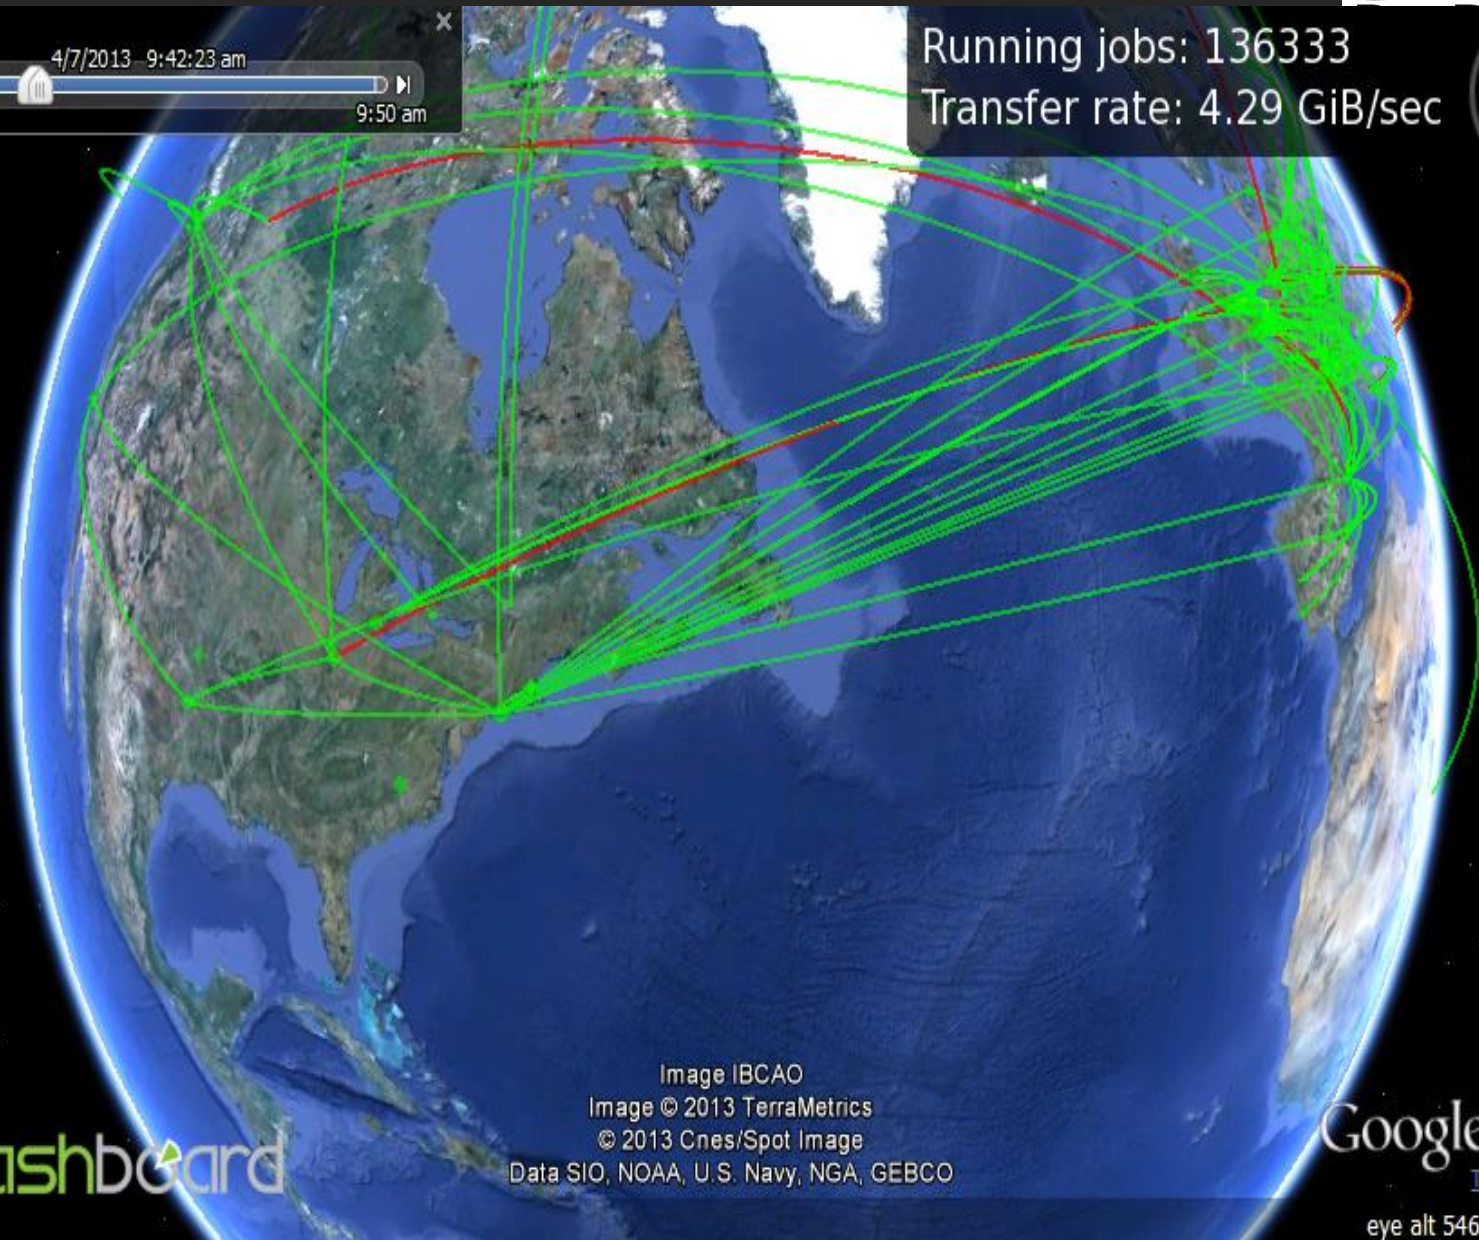 4/7/2013 9:42:23 am
9:50 am
Running jobs: 136333
Transfer rate: 4.29 GiB/sec
Image IBCAO
Image © 2013 TerraMetrics
© 2013 Cnes/Spot Image
Data SIO, NOAA, U.S. Navy, NGA, GEBCO
ashboard
Google
eye alt 546